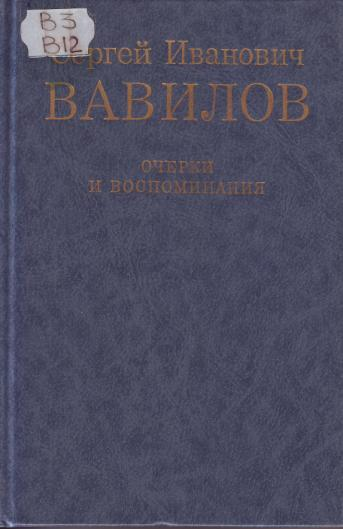 В3
В12
Сергей Иванович
ВАВИЛОВ
ОЧЕРКИ
И ВОСПОМИНАНИЯ